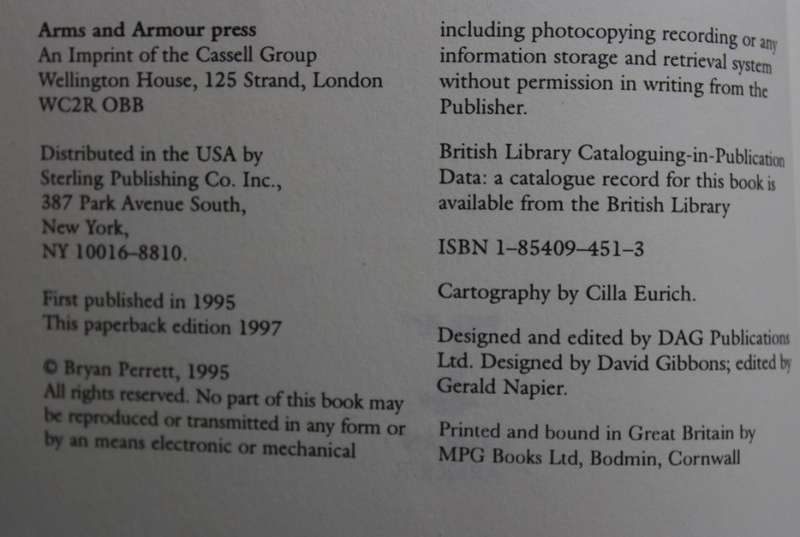 Arms and Armour press
An Imprint of the Cassell Group
Wellington House, 125 Strand, London
WC2R OBB
Distributed in the USA by
Sterling Publishing Co. Inc.,
387 Park Avenue South,
New York,
NY 10016–8810.
First published in 1995
This paperback edition 1997
© Bryan Perrett, 1995
All rights reserved. No part of this book may
be reproduced or transmitted in any form or
by an means electronic or mechanical
including photocopying recording or any
information storage and retrieval system
without permission in writing from the
Publisher.
British Library Cataloguing-in-Publication
Data: a catalogue record for this book is
available from the British Library
ISBN 1–85409–451–3
Cartography by Cilla Eurich.
Designed and edited by DAG Publications
Ltd. Designed by David Gibbons; edited by
Gerald Napier.
Printed and bound in Great Britain by
MPG Books Ltd, Bodmin, Cornwall